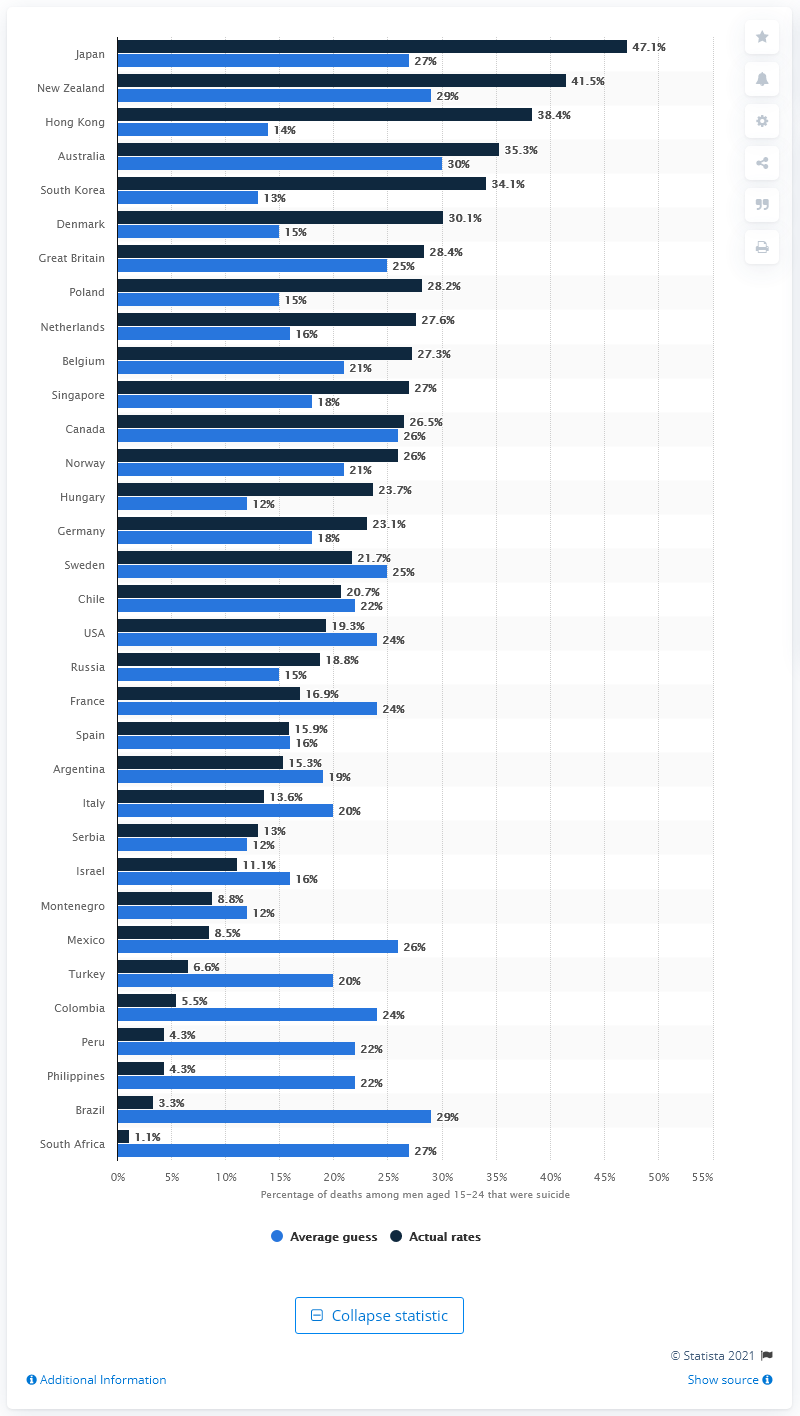 Japan 47.1% 27%
New Zealand 41.5% 29%
Hong Kong 38.4% 14%
Australia 35.3% 30%
South Korea 34.1% 13%
Denmark 30.1% 15%
Great Britain 28.4% 25%
Poland 28.2% 15%
Netherlands 27.6% 16%
Belgium 27.3% 21%
Singapore 27% 18%
Canada 26.5% 26%
Norway 26% 21%
Hungary 23.7% 12%
Germany 23.1% 18%
Sweden 21.7% 25%
Chile 20.7% 22%
USA 19.3% 24%
Russia 18.8% 15%
France 16.9% 24%
Spain 15.9% 16%
Argentina 15.3% 19%
Italy 13.6% 20%
Serbia 13% 12%
Israel 11.1% 16%
Montenegro 8.8% 12%
Mexico 8.5% 26%
Turkey 6.6% 20%
Colombia 5.5% 24%
Peru 4.3% 22%
Philippines 4.3% 22%
Brazil 3.3% 29%
South Africa 1.1% 27%
0% 5% 10% 15% 20% 25% 30% 35% 40% 45% 50% 55%
Percentage of deaths among men aged 15-24 that were suicide
Average guess Actual rates
Collapse statistic
© Statista 2021
Additional Information Show source